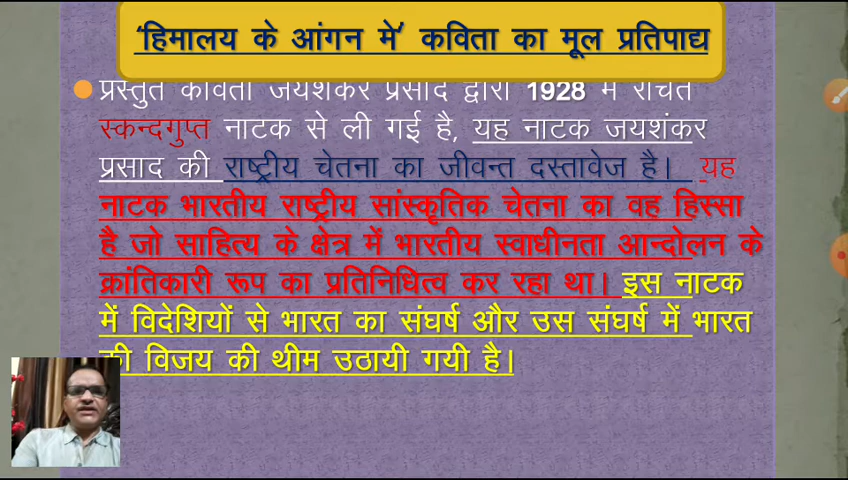 ‘हिमालय के आंगन मे’ कविता का मूल प्रतिपाद्य
प्रस्तुत कविता जयशंकर प्रसाद द्वारा 1928 में रचित
स्कन्दगुप्त नाटक से ली गई है, यह नाटक जयशंकर
प्रसाद की राष्ट्रीय चेतना का जीवन्त दस्तावेज है। यह
नाटक भारतीय राष्ट्रीय सांस्कृतिक चेतना का वह हिस्सा
है जो साहित्य के क्षेत्र में भारतीय स्वाधीनता आन्दोलन के
क्रांतिकारी रूप का प्रतिनिधित्व कर रहा था। इस नाटक
में विदेशियों से भारत का संघर्ष और उस संघर्ष में भारत
की विजय की थीम उठायी गयी है।